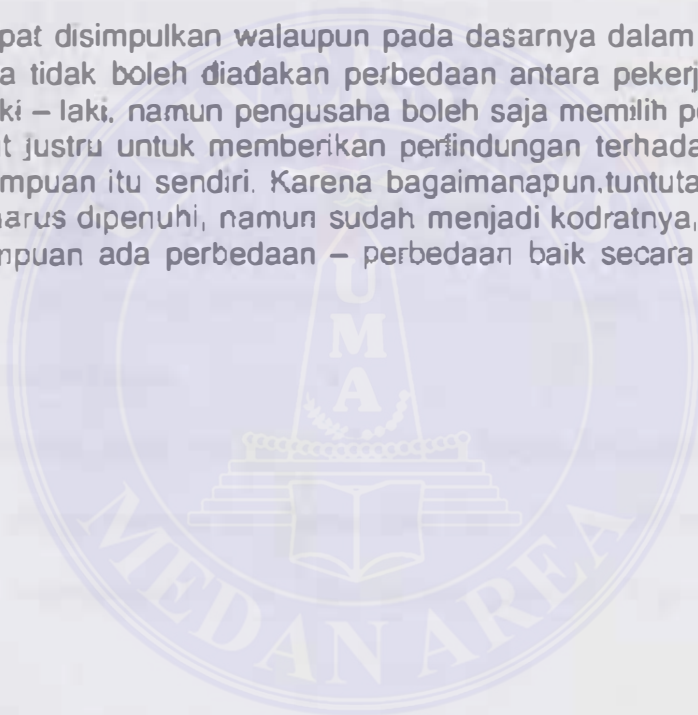 pat disimpulkan walaupun pada dasarnya dalam
a tidak boleh diadakan perbedaan antara pekerj
ki – laki, namun pengusaha boleh saja memilih p
t justru untuk memberikan perlindungan terhada
mpuan itu sendiri. Karena bagaimanapun.tuntuta
harus dipenuhi, namun sudah menjadi kodratnya,
npuan ada perbedaan – perbedaan baik secara
UNIVERSITAS
UMA
MEDAN AREA